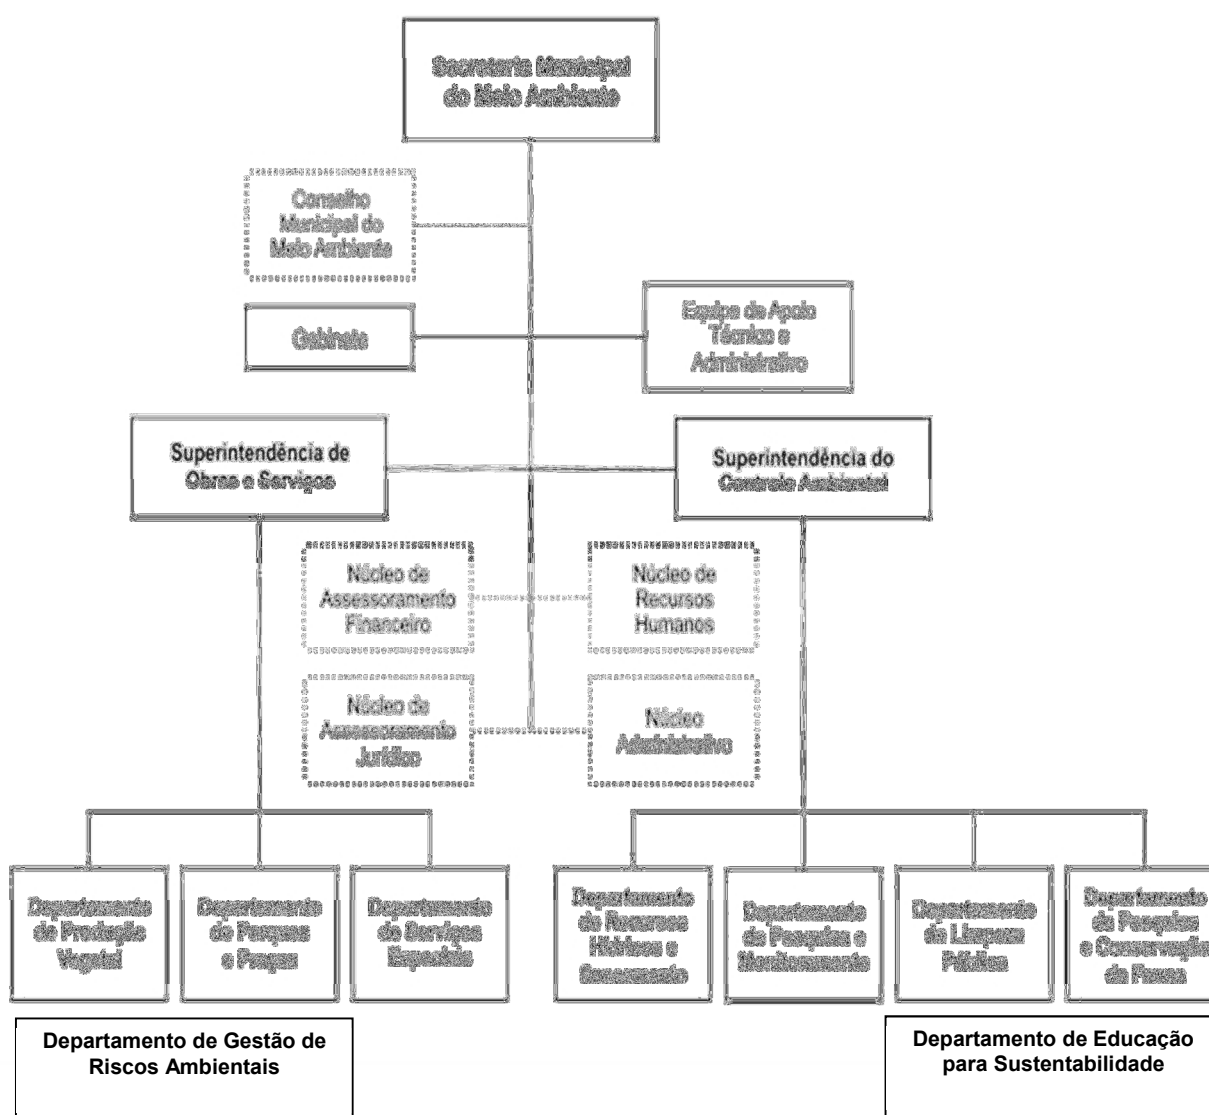 Secretaria Municipal
do Meio Ambiente
Conselho
Municipal do
Meio Ambiente
Gabinete
Equipe de Apoio
Técnico e
Administrativo
Superintendência de
Obras e Serviços
Superintendência do
Controle Ambiental
Núcleo de
Assessoramento
Financeiro
Núcleo de
Recursos
Humanos
Núcleo de
Assessoramento
Jurídico
Núcleo
Administrativo
Departamento
de Produção
Vegetal
Departamento
de Parques
e Praças
Departamento
de Serviços
Especiais
Departamento
de Recursos
Hídricos e
Saneamento
Departamento
de Pesquisa e
Monitoramento
Departamento
de Limpeza
Pública
Departamento
de Pesquisa
e Conservação
da Fauna
Departamento de Gestão de
Riscos Ambientais
Departamento de Educação
para Sustentabilidade